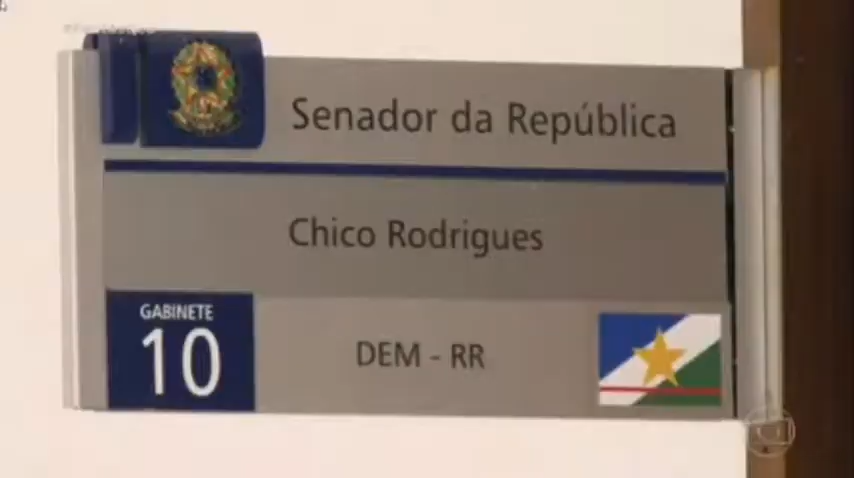 Senador da República
Chico Rodrigues
GABINETE
10
DEM - RR